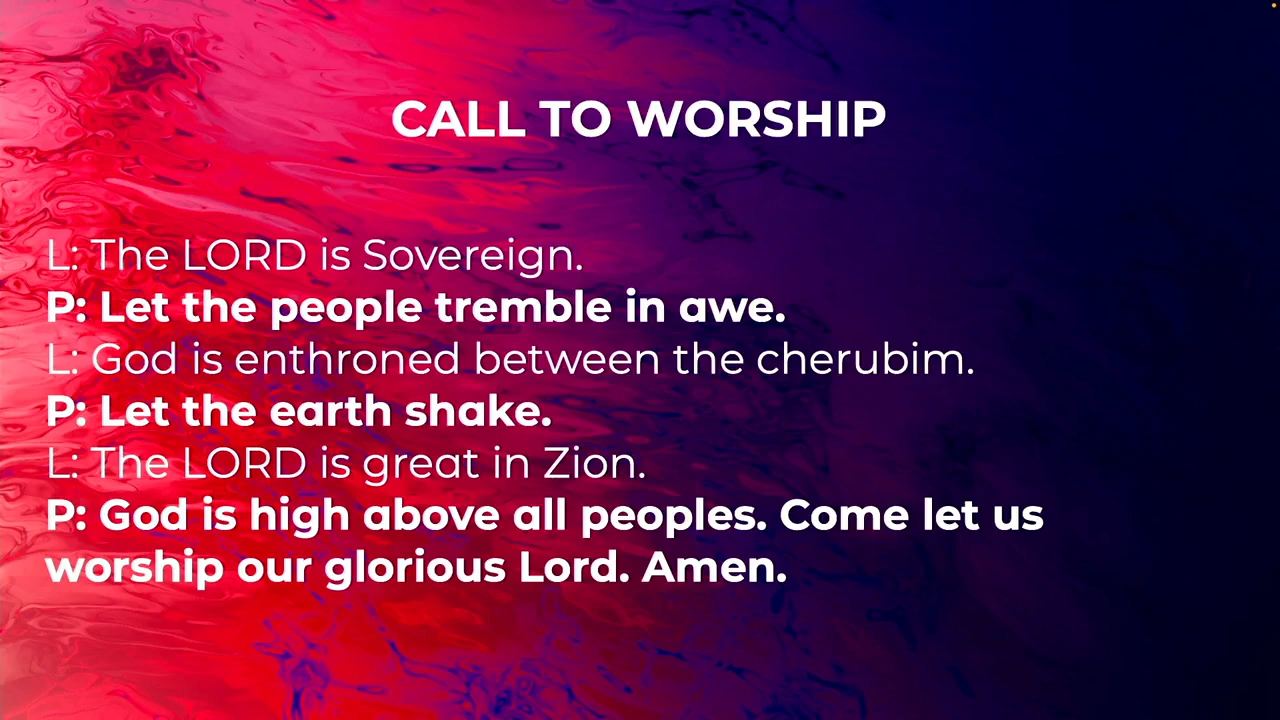 CALL TO WORSHIP
L: The LORD is Sovereign.
P: Let the people tremble in awe.
L: God is enthroned between the cherubim.
P: Let the earth shake.
L: The LORD is great in Zion.
P: God is high above all peoples. Come let us
worship our glorious Lord. Amen.